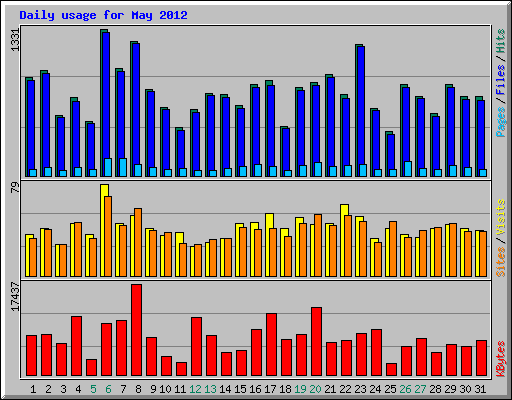 Daily usage for May 2012
1331
Pages / Files / Hits
79
Sites / Visits
17437
KBytes
1 2 3 4 5 6 7 8 9 10 11 12 13 14 15 16 17 18 19 20 21 22 23 24 25 26 27 28 29 30 31